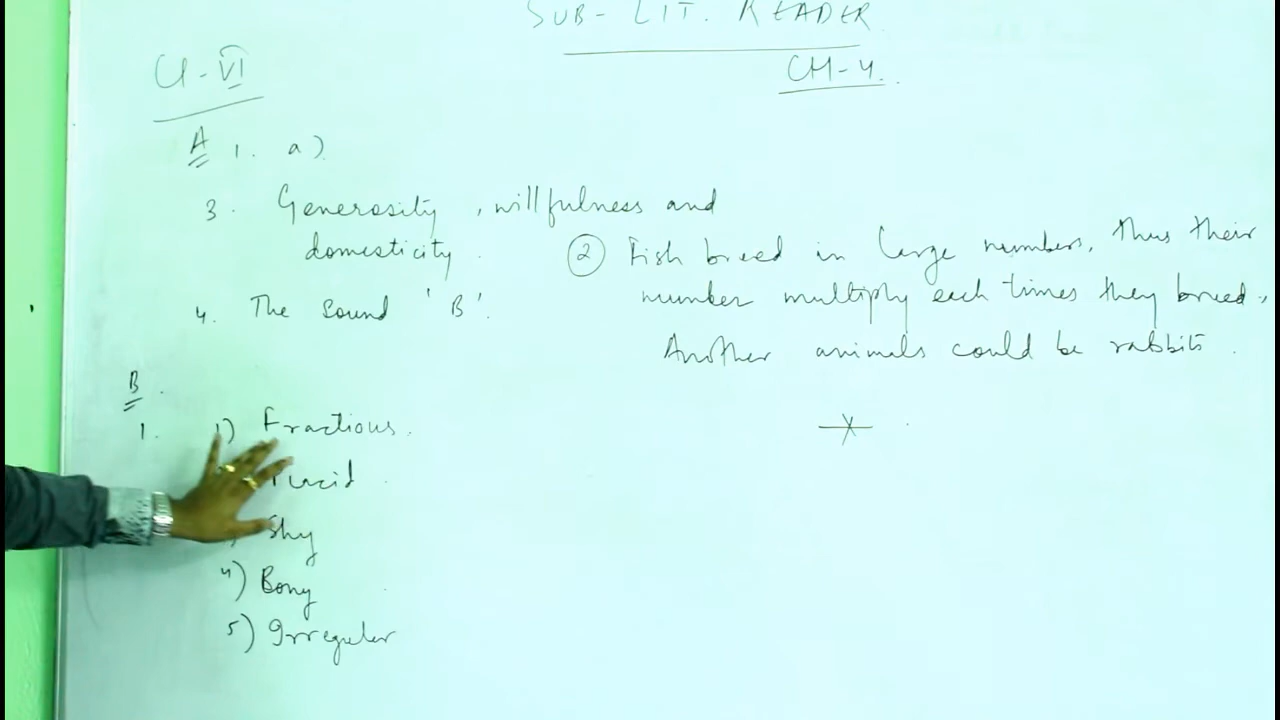 SUB-LIT. READER
Cl-VI
CH-4.
A 1. a)
3. Generosity, willfulness and
domesticity.
4. The sound 'B'.
② Fish breed in large numbers, thus their
number multiply each times they breed,
Another animals could be rabbits.
B.
1. 1) Fractious.
Placid.
Shy
4) Bony
5) Irregular